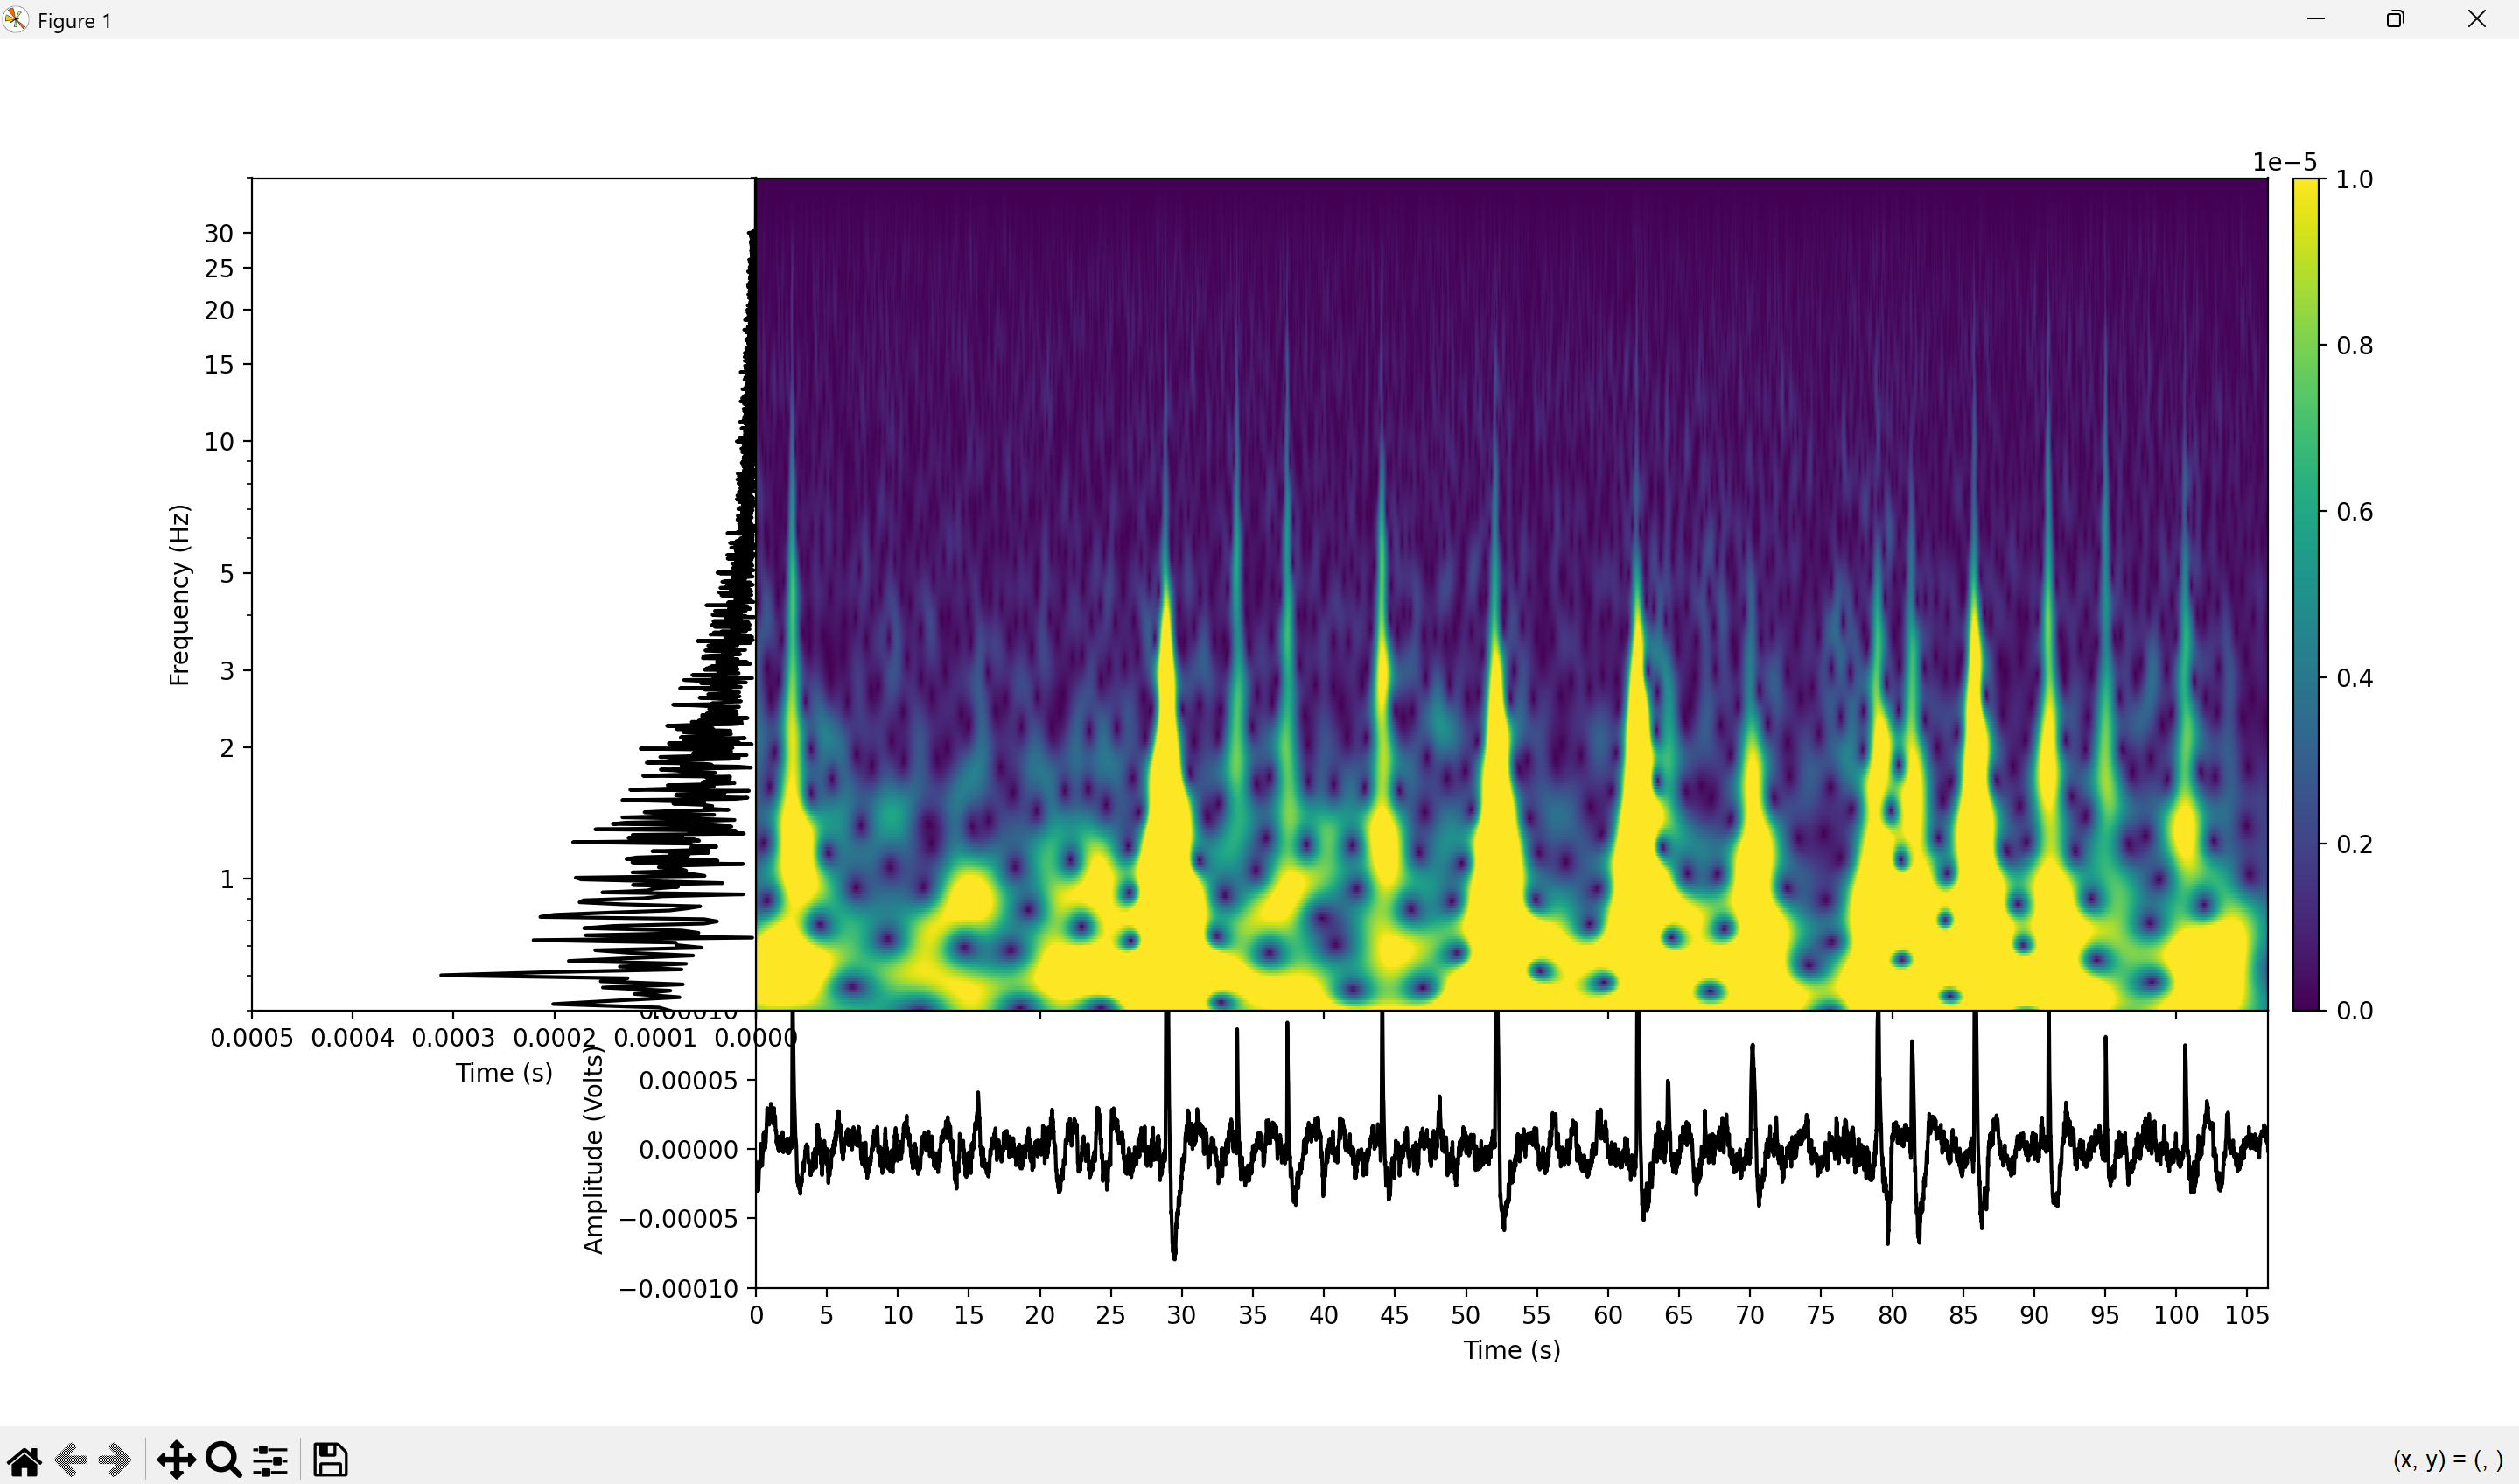 Figure 1
1e−5
30
25
20
15
10
5
3
2
1
Frequency (Hz)
1.0
0.8
0.6
0.4
0.2
0.0
0.0005 0.0004 0.0003 0.0002 0.0001 0.0000
Time (s)
0.00010
0.00005
0.00000
−0.00005
−0.00010
Amplitude (Volts)
0 5 10 15 20 25 30 35 40 45 50 55 60 65 70 75 80 85 90 95 100 105
Time (s)
(x, y) = (, )